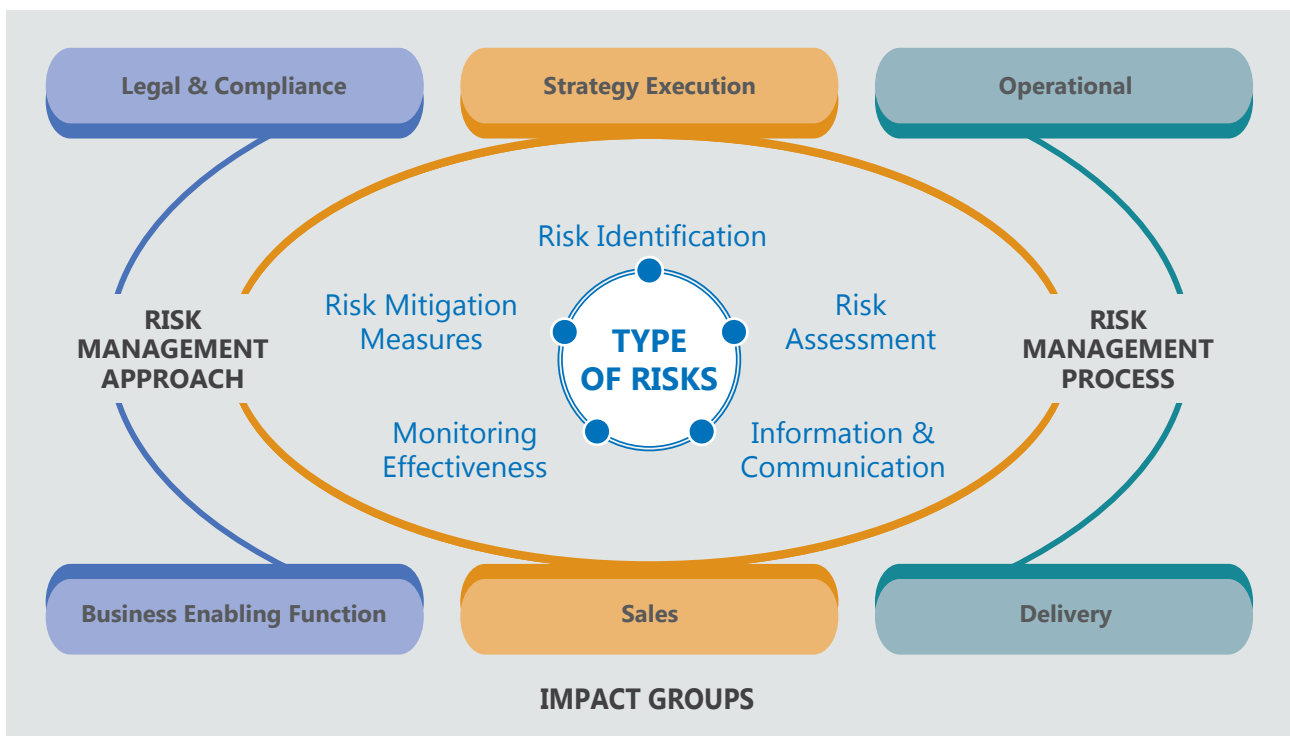 Legal & Compliance
Strategy Execution
Operational
Risk Identification
Risk Mitigation
Measures
Risk
Assessment
RISK
MANAGEMENT
APPROACH
TYPE
OF RISKS
RISK
MANAGEMENT
PROCESS
Monitoring
Effectiveness
Information &
Communication
Business Enabling Function
Sales
Delivery
IMPACT GROUPS